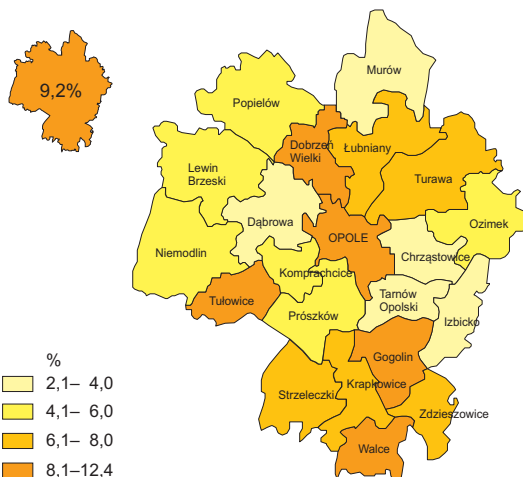 9,2%
Murów
Popielów
Dobrzeń
Wielki
Łubniany
Lewin
Brzeski
Turawa
Dąbrowa
Ozimek
OPOLE
Niemodlin
Chrząstowice
Komprachcice
Tułowice
Tarnów
Opolski
Prószków
Izbicko
Gogolin
Strzeleczki
Krapkowice
Zdzieszowice
Walce
%
2,1– 4,0
4,1– 6,0
6,1– 8,0
8,1–12,4